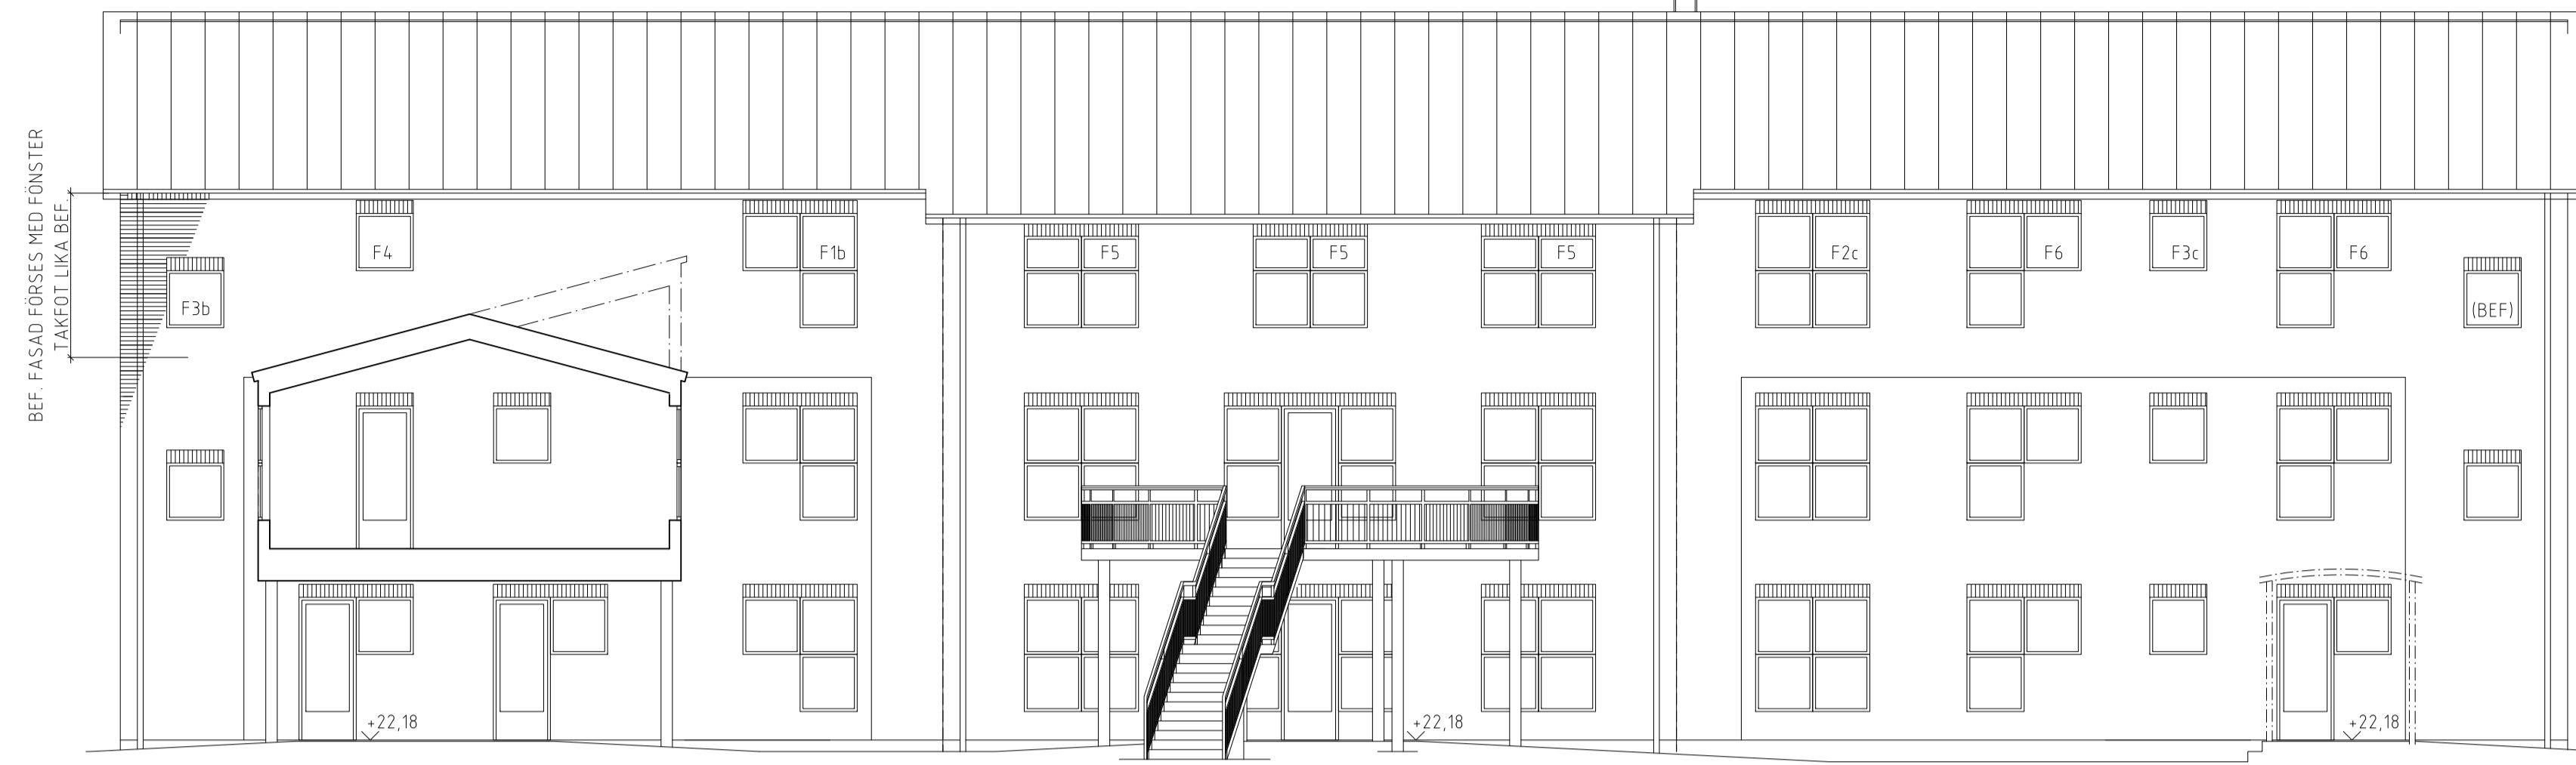 BEF. FASAD FÖRSES MED FÖNSTER
TAKFOT LIKA BEF.
F4
F1b
F5
F5
F5
F2c
F6
F3c
F6
F3b
(BEF)
+22,18
+22,18
+22,18